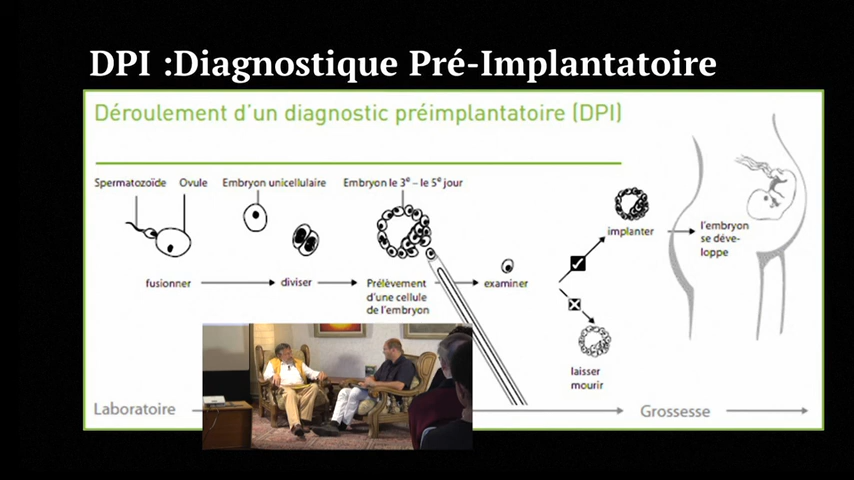 DPI :Diagnostique Pré-Implantatoire
Déroulement d'un diagnostic préimplantatoire (DPI)
Spermatozoïde Ovule Embryon unicellulaire Embryon le 3e – le 5e jour
implanter
l'embryon
se déve-
loppe
fusionner diviser Prélèvement
d'une cellule
de l'embryon
examiner
laisser
mourir
Laboratoire Grossesse